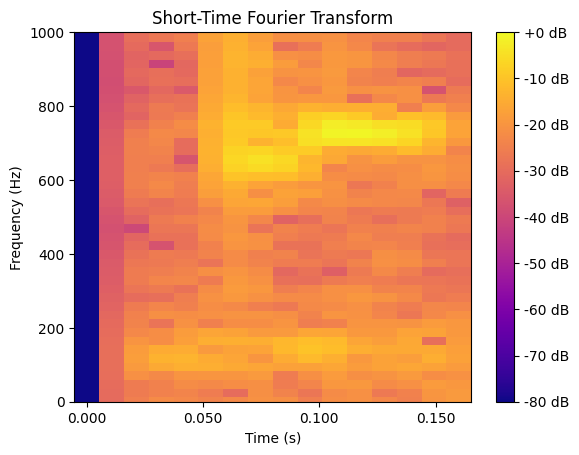 Short-Time Fourier Transform
1000
800
600
400
200
0
Frequency (Hz)
0.000
0.050
0.100
0.150
Time (s)
+0 dB
-10 dB
-20 dB
-30 dB
-40 dB
-50 dB
-60 dB
-70 dB
-80 dB